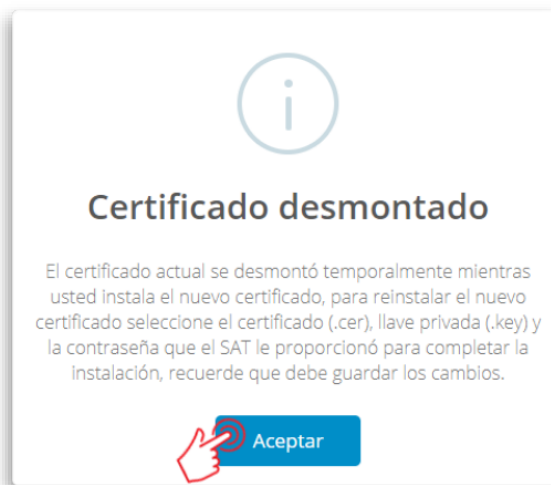 i
Certificado desmontado
El certificado actual se desmontó temporalmente mientras
usted instala el nuevo certificado, para reinstalar el nuevo
certificado seleccione el certificado (.cer), llave privada (.key) y
la contraseña que el SAT le proporcionó para completar la
instalación, recuerde que debe guardar los cambios.
Aceptar